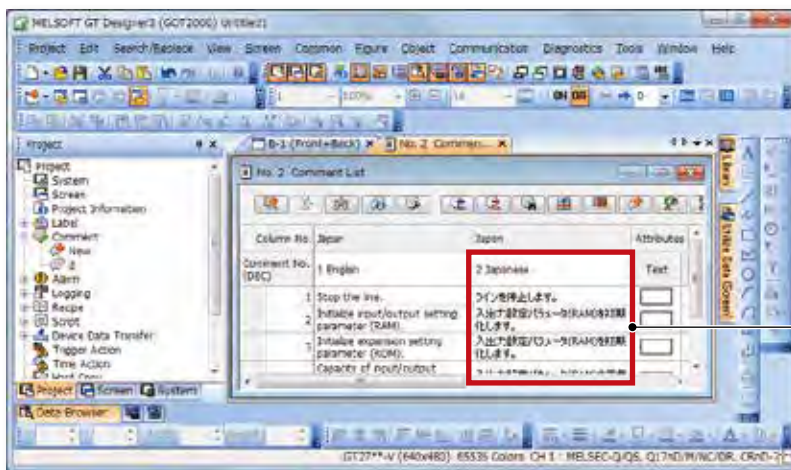 MELSOFT GT Designer3 (GOT2000) Untitled1
Project Edit Search/Replace View Screen Common Figure Object Communication Diagnostics Tools Window Help
Project
B-1 (Front+Back)
No. 2 Commen...
Project
System
Screen
Project Information
Label
Comment
New
2
Alarm
Logging
Recipe
Script
Device Data Transfer
Trigger Action
Time Action
Hard Copy
Project Screen System
Data Browser
No. 2 Comment List
Column No. Japan Japan Attributes
Comment No. (DEC) 1 English 2 Japanese Text
1 Stop the line. ラインを停止します。
2 Initialize input/output setting parameter (RAM). 入出力設定パラメータ(RAM)を初期化します。
3 Initialize expansion setting parameter (ROM). 入出力設定パラメータ(RAM)を初期化します。
Capacity of input/output
Library
GT27**-V (640x480) 65536 Colors CH 1 : MELSEC-Q/QS, Q17nD/M/NC/DR, CRnD-7